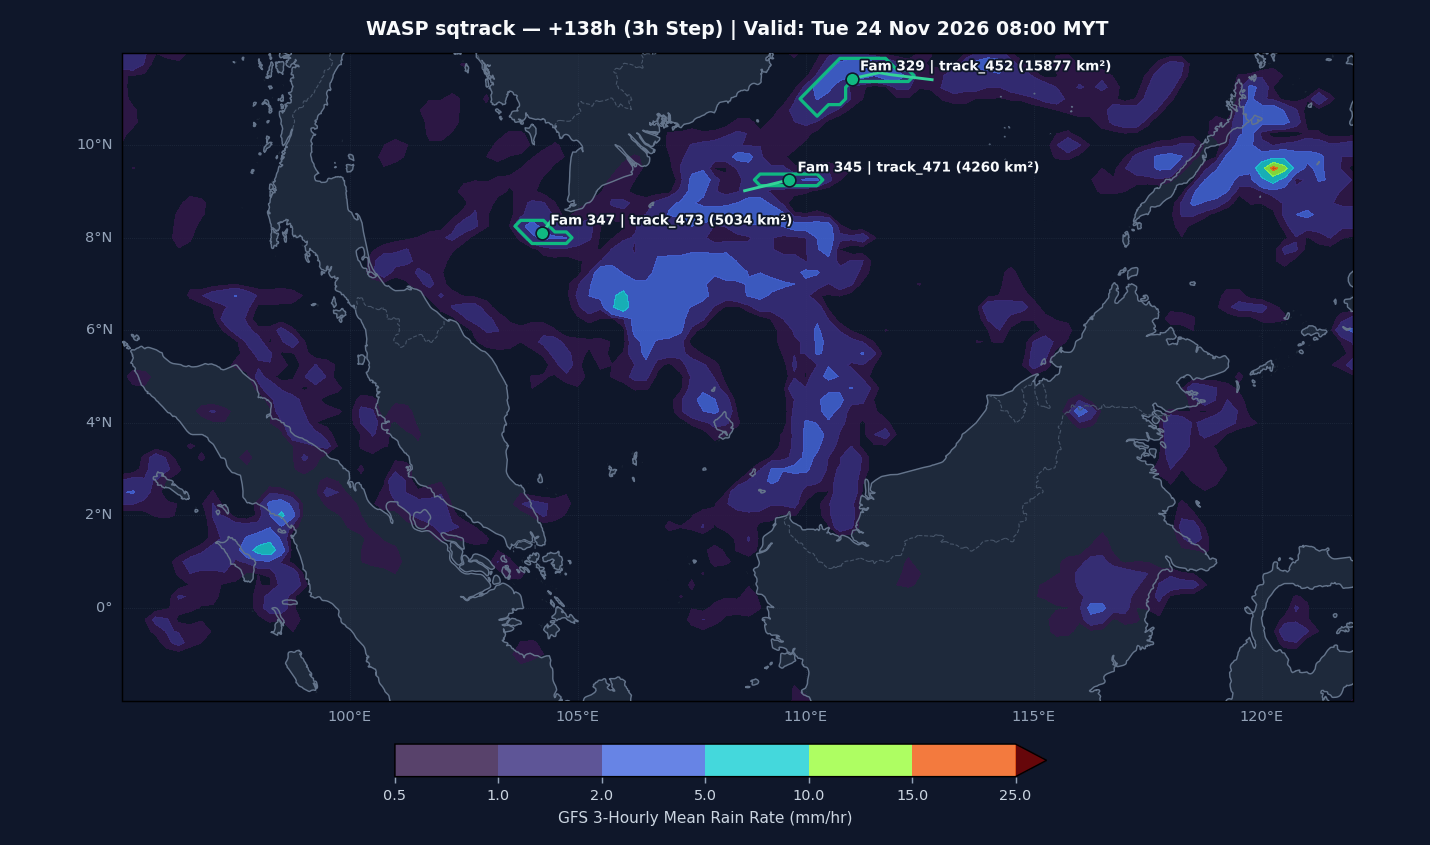 WASP sqtrack — +138h (3h Step) | Valid: Tue 24 Nov 2026 08:00 MYT
Fam 329 | track_452 (15877 km²)
Fam 345 | track_471 (4260 km²)
Fam 347 | track_473 (5034 km²)
10°N
8°N
6°N
4°N
2°N
0°
100°E 105°E 110°E 115°E 120°E
0.5 1.0 2.0 5.0 10.0 15.0 25.0
GFS 3-Hourly Mean Rain Rate (mm/hr)